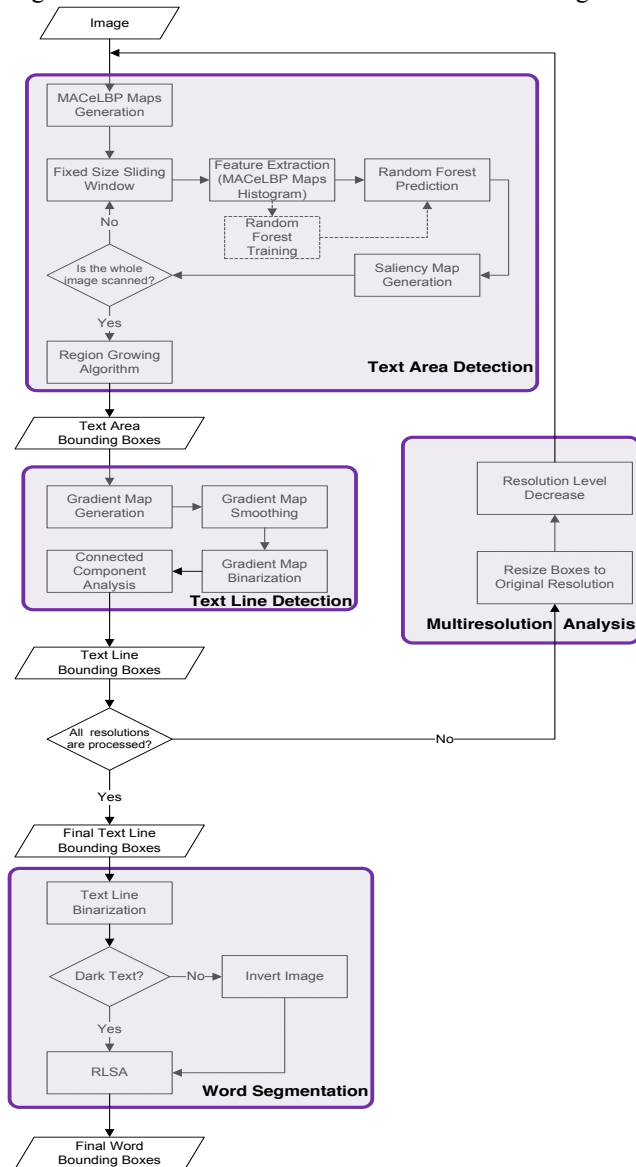 Image
MACeLBP Maps
Generation
Fixed Size Sliding
Window
Feature Extraction
(MACeLBP Maps
Histogram)
Random Forest
Prediction
No
Random
Forest
Training
Is the whole
image scanned?
Saliency Map
Generation
Yes
Region Growing
Algorithm
Text Area Detection
Text Area
Bounding Boxes
Gradient Map
Generation
Gradient Map
Smoothing
Connected
Component
Analysis
Gradient Map
Binarization
Text Line Detection
Resolution Level
Decrease
Resize Boxes to
Original Resolution
Multiresolution Analysis
Text Line
Bounding Boxes
All resolutions
are processed?
No
Yes
Final Text Line
Bounding Boxes
Text Line
Binarization
Dark Text?
No
Invert Image
Yes
RLSA
Word Segmentation
Final Word
Bounding Boxes